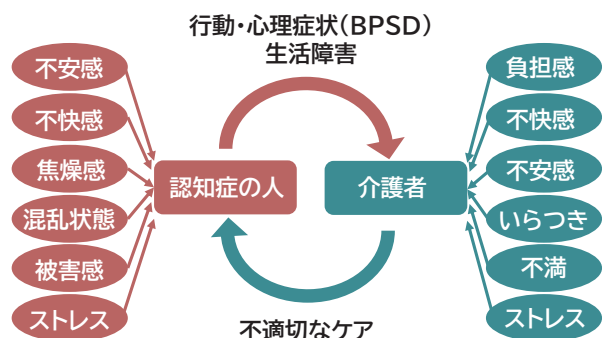 行動・心理症状(BPSD)
生活障害
不安感
不快感
焦燥感
混乱状態
被害感
ストレス
認知症の人
介護者
負担感
不快感
不安感
いらつき
不満
ストレス
不適切なケア